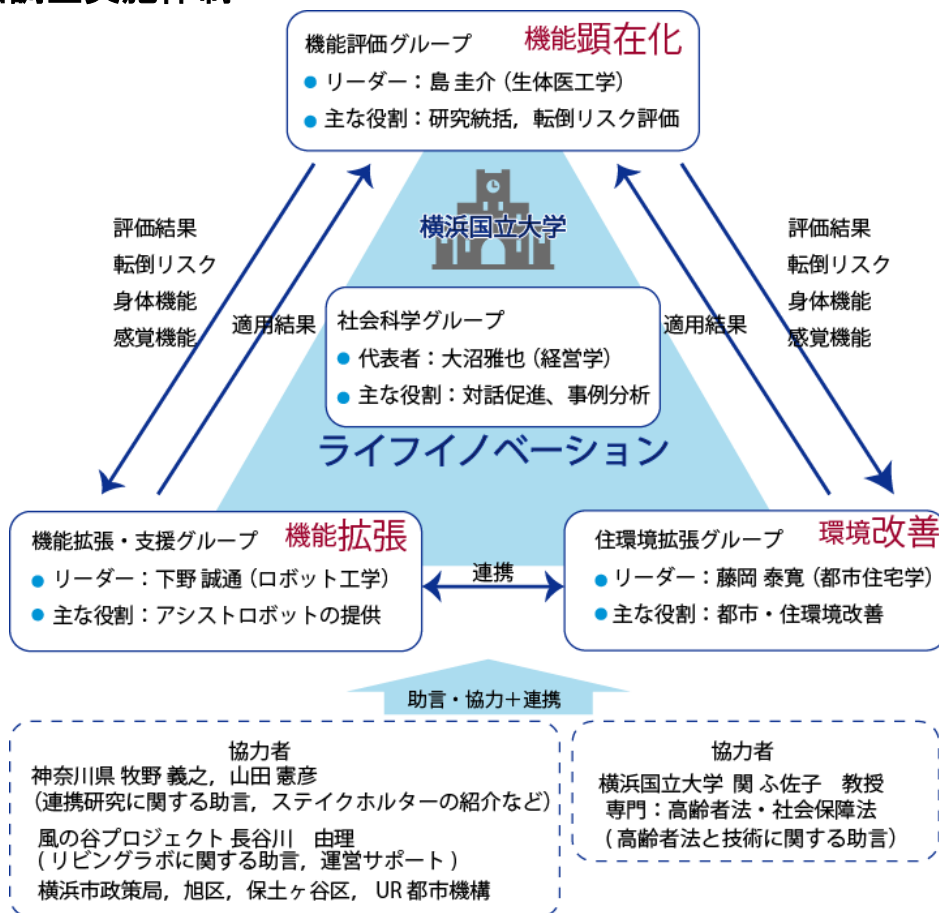 機能評価グループ 機能顕在化
リーダー：島 圭介（生体医工学）
主な役割：研究統括，転倒リスク評価
横浜国立大学
評価結果
転倒リスク
身体機能
感覚機能
適用結果
評価結果
転倒リスク
身体機能
感覚機能
適用結果
社会科学グループ
代表者：大沼雅也（経営学）
主な役割：対話促進、事例分析
ライフイノベーション
機能拡張・支援グループ 機能拡張
リーダー：下野 誠通（ロボット工学）
主な役割：アシストロボットの提供
連携
住環境拡張グループ 環境改善
リーダー：藤岡 泰寛（都市住宅学）
主な役割：都市・住環境改善
助言・協力＋連携
協力者
神奈川県 牧野 義之，山田 憲彦
（連携研究に関する助言，ステイクホルターの紹介など）
風の谷プロジェクト 長谷川　由理
( リビングラボに関する助言，運営サポート )
横浜市政策局，旭区，保土ヶ谷区，UR 都市機構
協力者
横浜国立大学 関 ふ佐子　教授
専門：高齢者法・社会保障法
( 高齢者法と技術に関する助言）